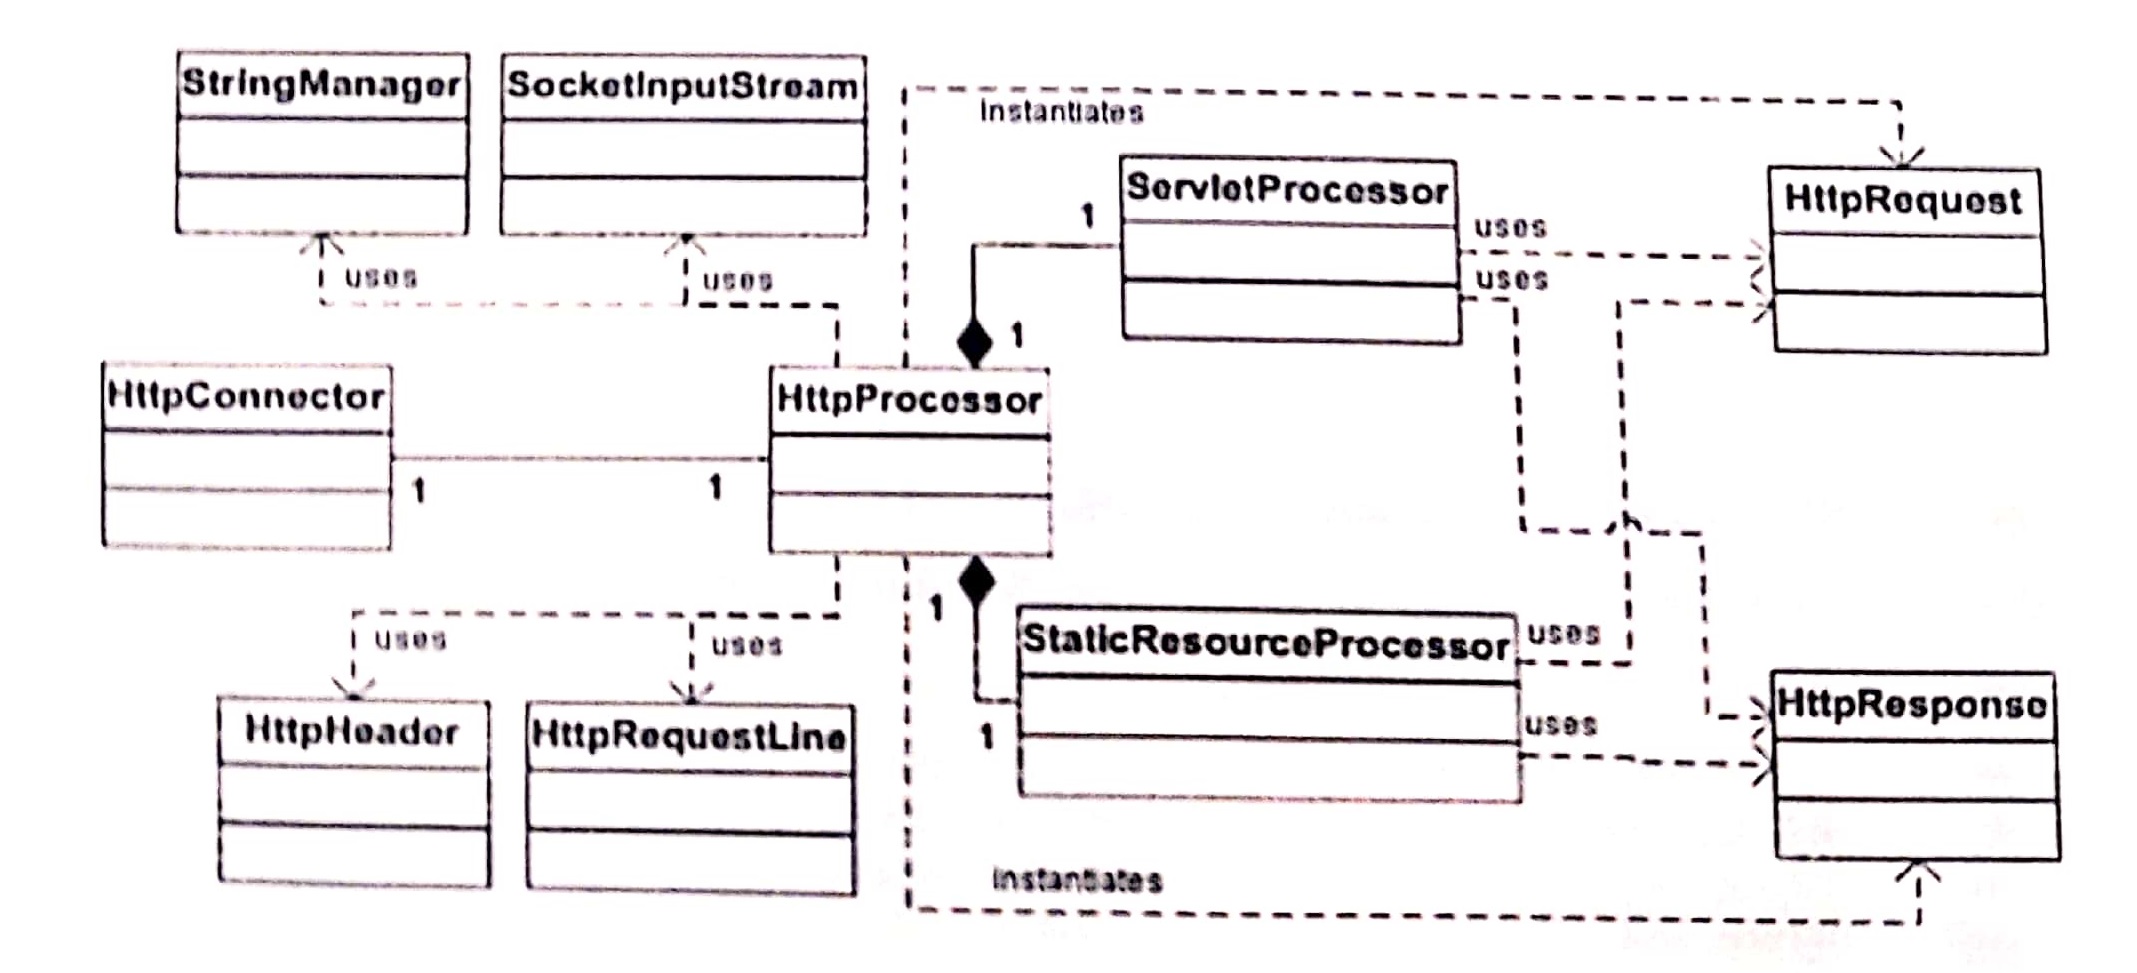 StringManager
SocketInputStream
Instantiates
ServletProcessor
HttpRequest
1
uses
uses
uses
uses
1
HttpConnector
HttpProcessor
1
1
1
uses
uses
StaticResourceProcessor
uses
HttpHeader
HttpRequestLine
1
uses
HttpResponse
instantiates